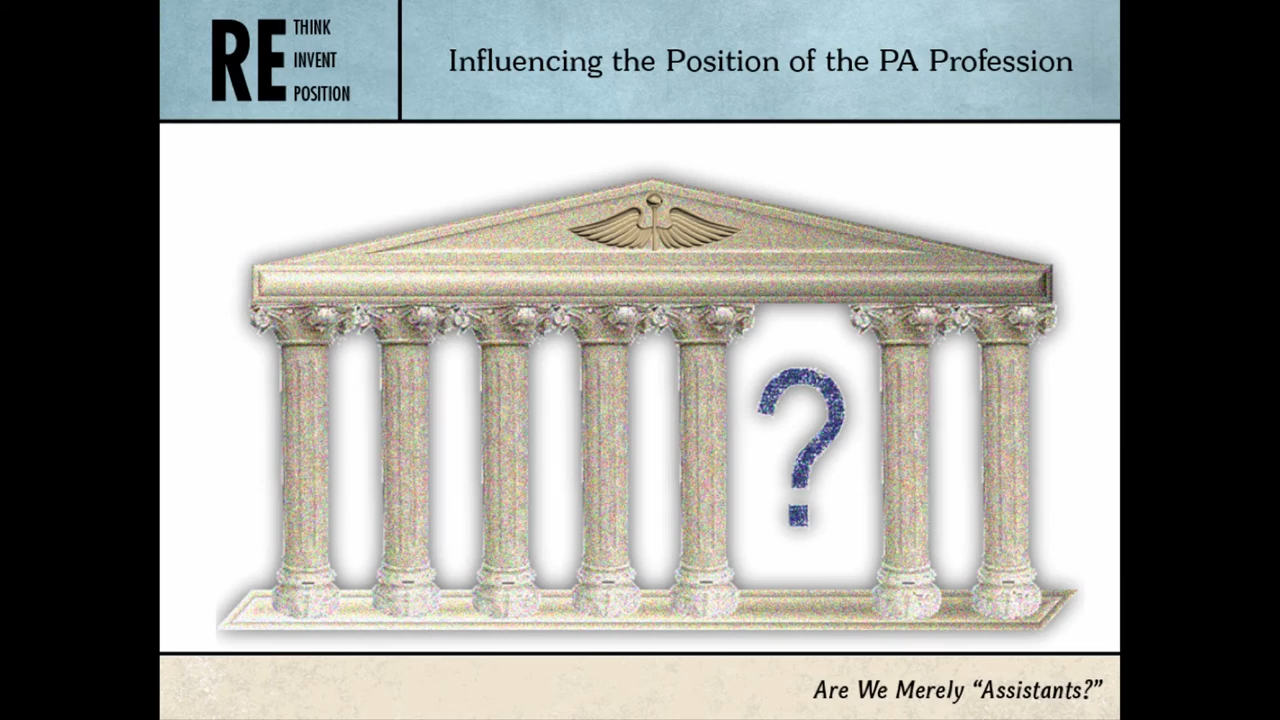 RE
THINK
INVENT
POSITION
Influencing the Position of the PA Profession
?
Are We Merely “Assistants?”